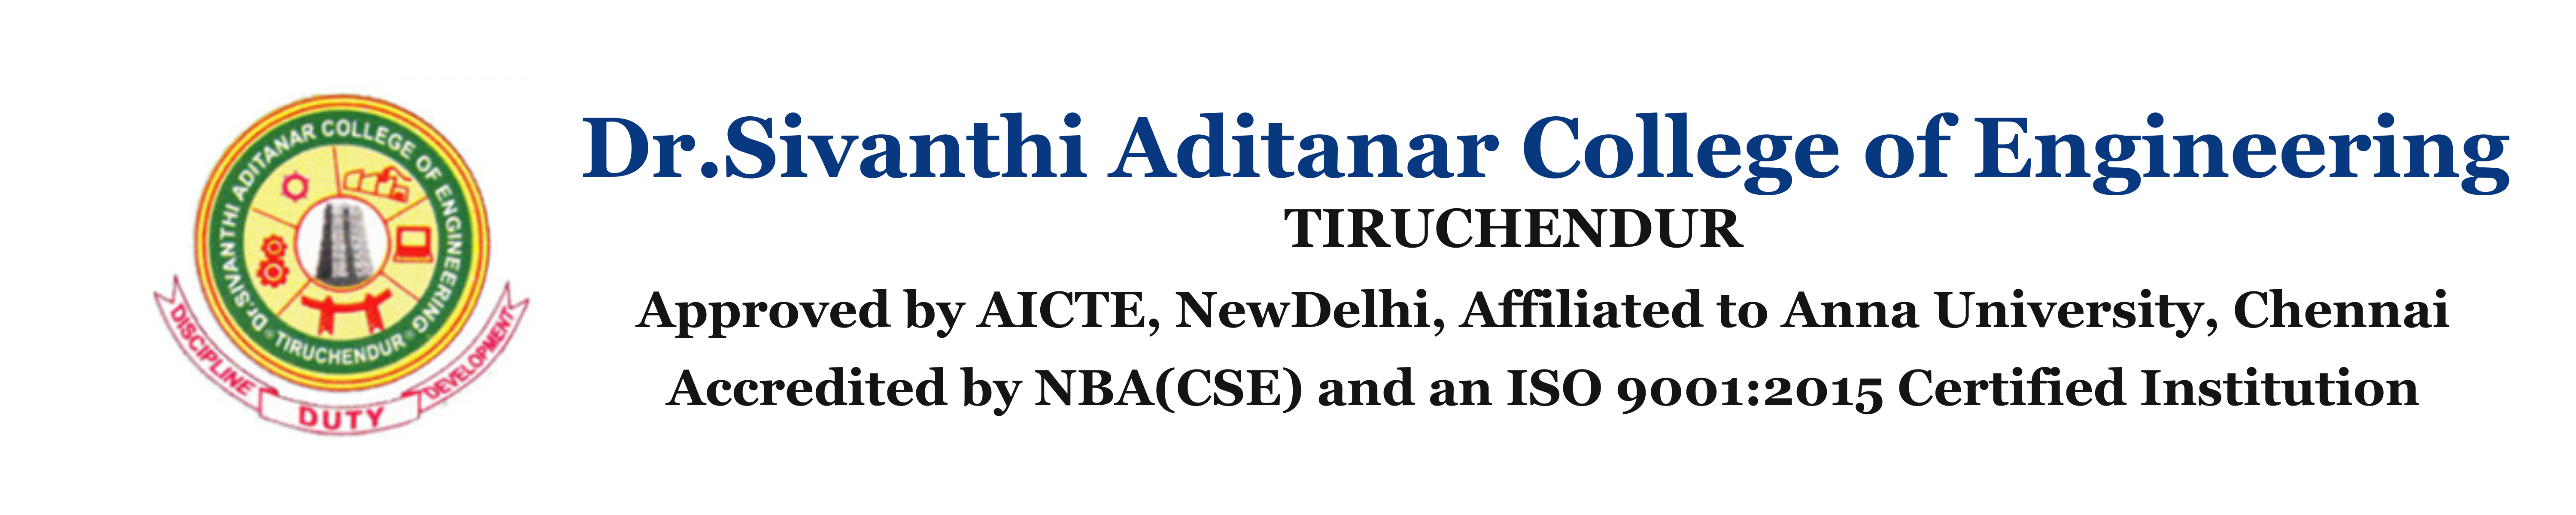 Dr.SIVANTHI ADITANAR COLLEGE OF ENGINEERING
TIRUCHENDUR
DISCIPLINE
DUTY
DEVELOPMENT
Dr.Sivanthi Aditanar College of Engineering
TIRUCHENDUR
Approved by AICTE, NewDelhi, Affiliated to Anna University, Chennai
Accredited by NBA(CSE) and an ISO 9001:2015 Certified Institution